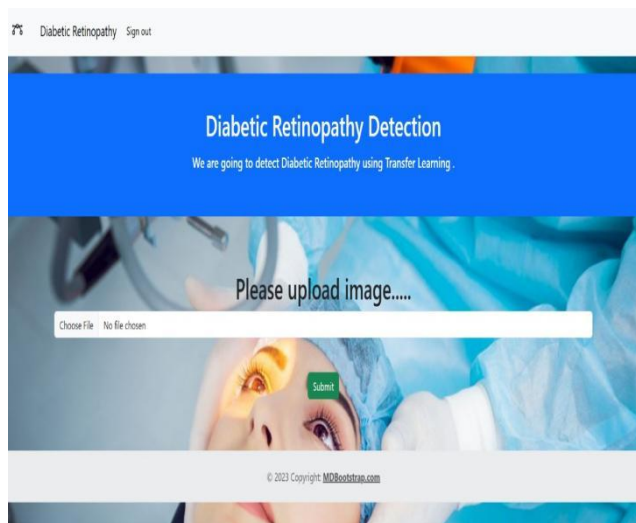 Diabetic Retinopathy Sign out
Diabetic Retinopathy Detection
We are going to detect Diabetic Retinopathy using Transfer Learning .
Please upload image.....
Choose File No file chosen
Submit
© 2023 Copyright: MDBootstrap.com